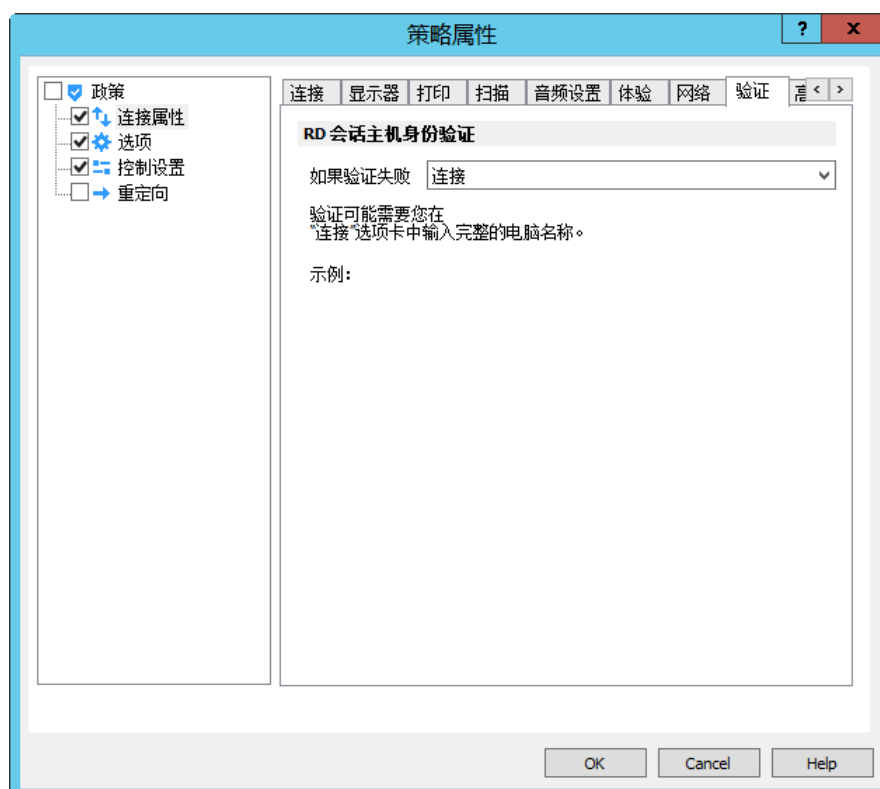 策略属性
?
x
政策
连接属性
选项
控制设置
重定向
连接 显示器 打印 扫描 音频设置 体验 网络 验证
RD 会话主机身份验证
如果验证失败 连接
验证可能需要您在
"连接"选项卡中输入完整的电脑名称。
示例:
OK Cancel Help